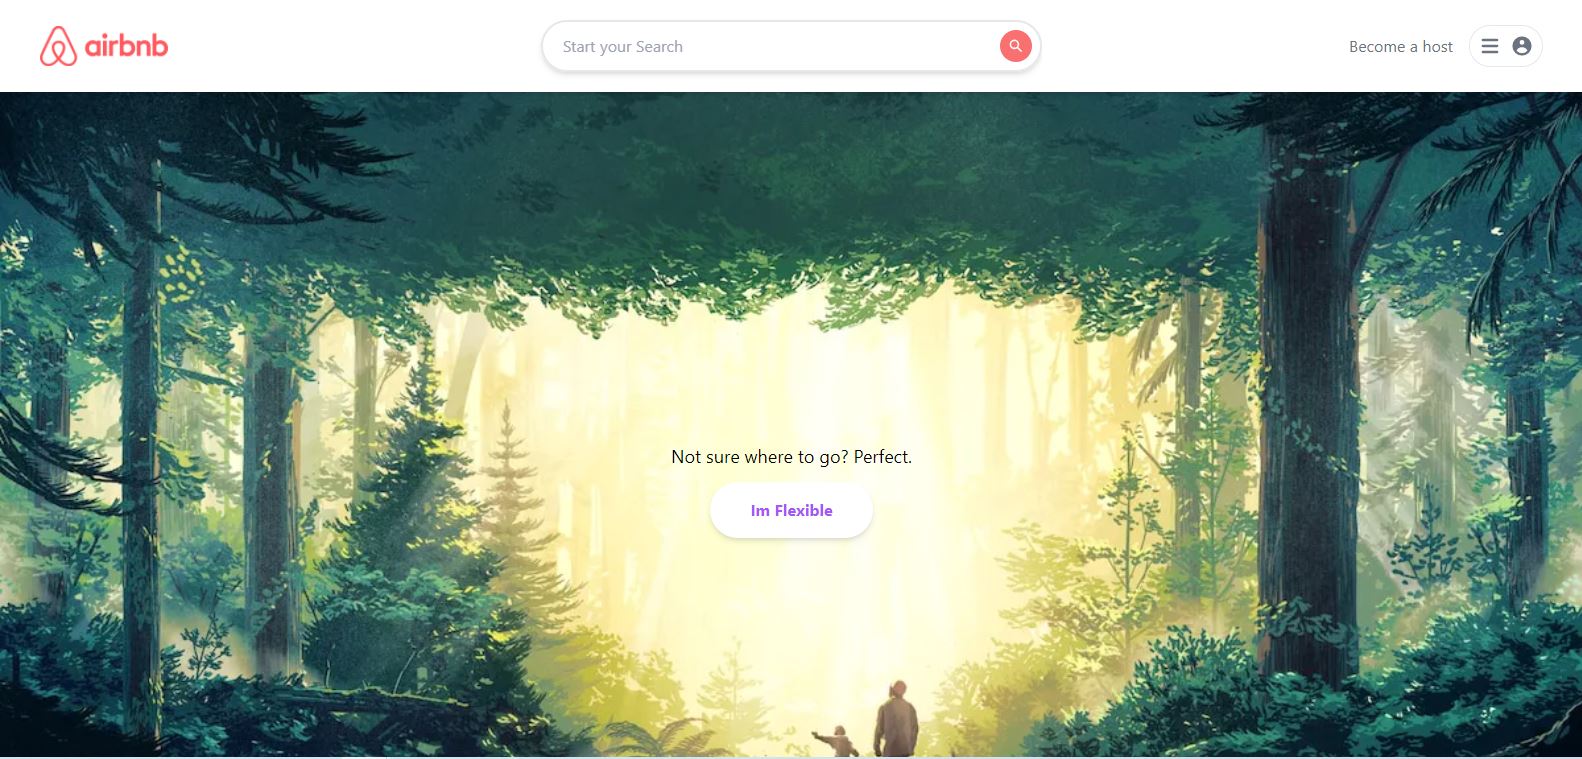 airbnb
Start your Search
Become a host
Not sure where to go? Perfect.
Im Flexible